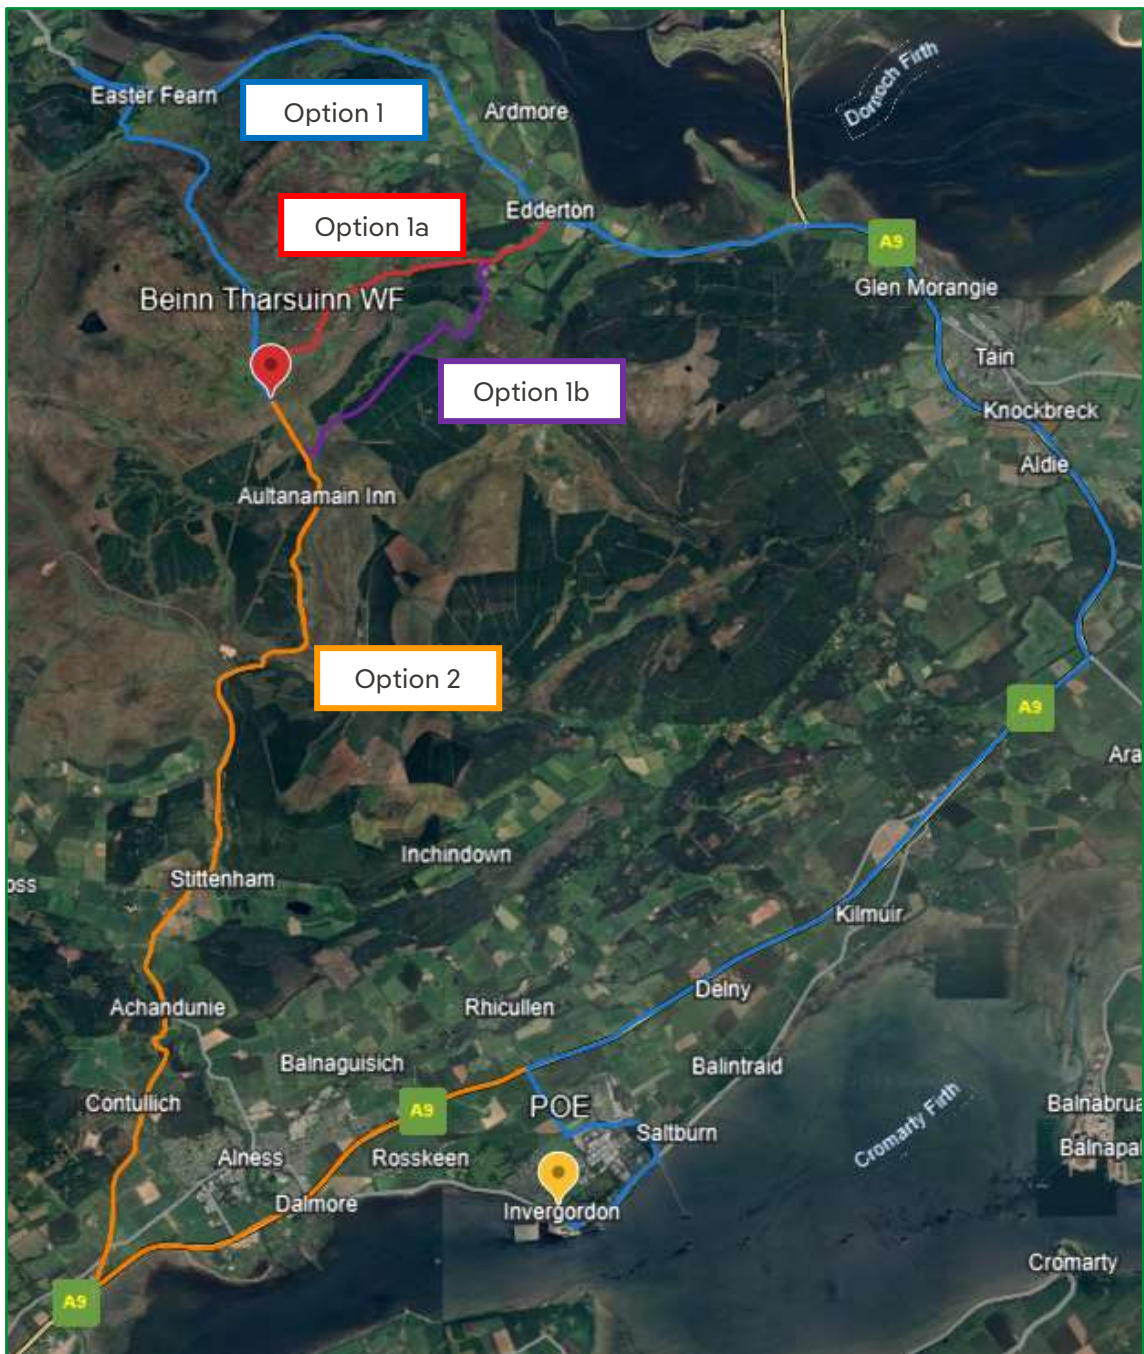 Easter Fearn
Option 1
Ardmore
Dornoch Firth
Option 1a
Edderton
A9
Glen Morangie
Beinn Tharsuinn WF
Tain
Option 1b
Knockbreck
Aldie
Aultanamain Inn
Option 2
A9
Ara
Inchindown
oss
Stittenham
Kilmuir
Delny
Achandunie
Rhicullen
Balnaguisich
Balintraid
Contullich
A9
POE
Cromarty Firth
Balnabrua
Saltburn
Balnapa
Alness
Rosskeen
Dalmore
Invergordon
Cromarty
A9